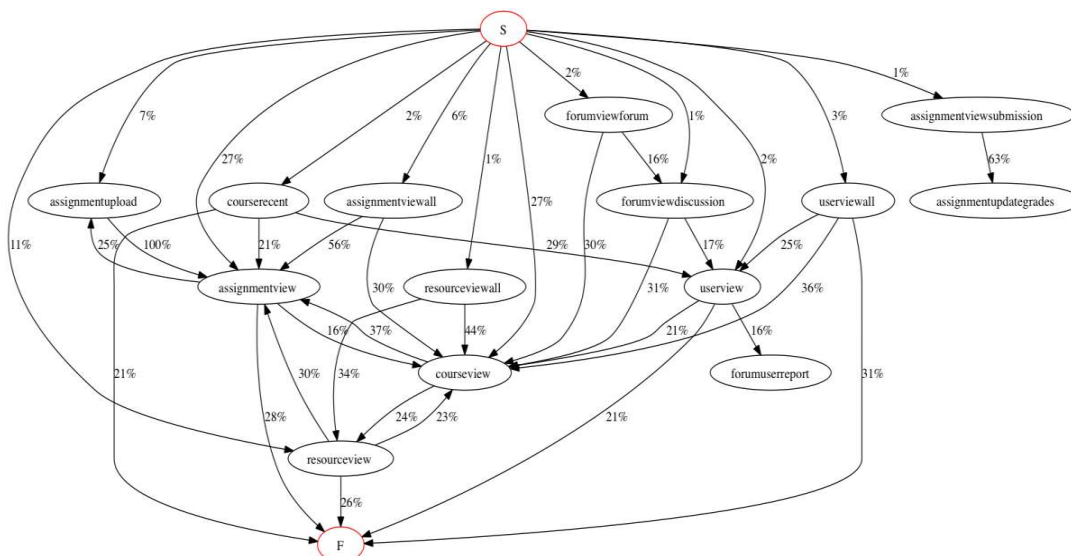 S
2%
1%
forumviewforum
assignmentviewsubmission
7%
2%
6%
1%
3%
27%
1%
16%
2%
63%
assignmentupload
courserecent
assignmentviewall
27%
forumviewdiscussion
userviewall
assignmentupdategrades
11%
25%
100%
21%
56%
29%
30%
17%
25%
assignmentview
resourceviewall
userview
30%
31%
36%
16%
37%
44%
21%
16%
courseview
forumuserreport
21%
30%
34%
31%
28%
24%
23%
21%
resourceview
26%
F